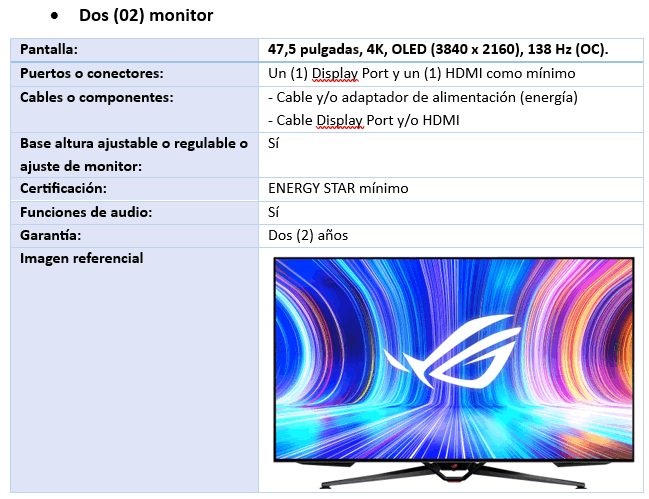 • Dos (02) monitor
Pantalla: 47,5 pulgadas, 4K, OLED (3840 x 2160), 138 Hz (OC).
Puertos o conectores: Un (1) Display Port y un (1) HDMI como mínimo
Cables o componentes: - Cable y/o adaptador de alimentación (energía)
- Cable Display Port y/o HDMI
Base altura ajustable o regulable o Sí
ajuste de monitor:
Certificación: ENERGY STAR mínimo
Funciones de audio: Sí
Garantía: Dos (2) años
Imagen referencial